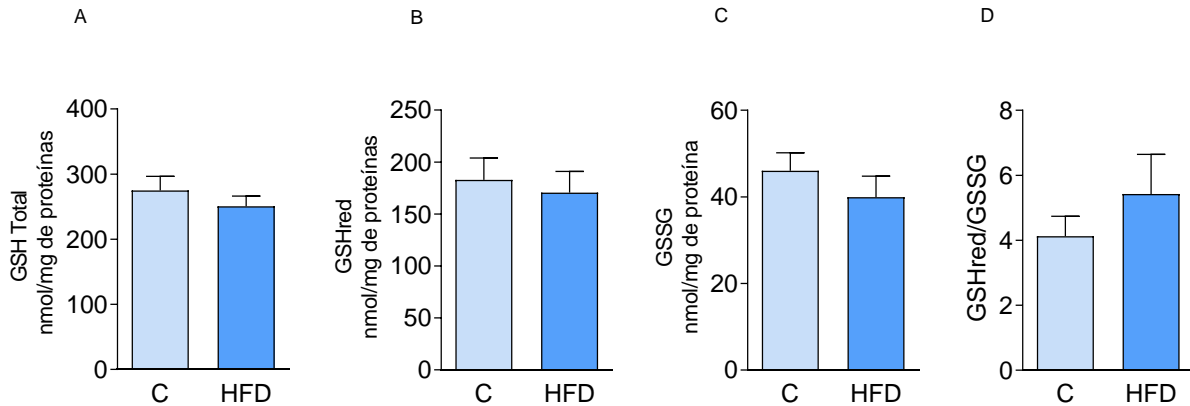 A
B
C
D
GSH Total
nmol/mg de proteínas
400
300
200
100
0
C
HFD
GSHred
nmol/mg de proteínas
250
200
150
100
50
0
C
HFD
GSSG
nmol/mg de proteína
60
40
20
0
C
HFD
GSHred/GSSG
8
6
4
2
0
C
HFD